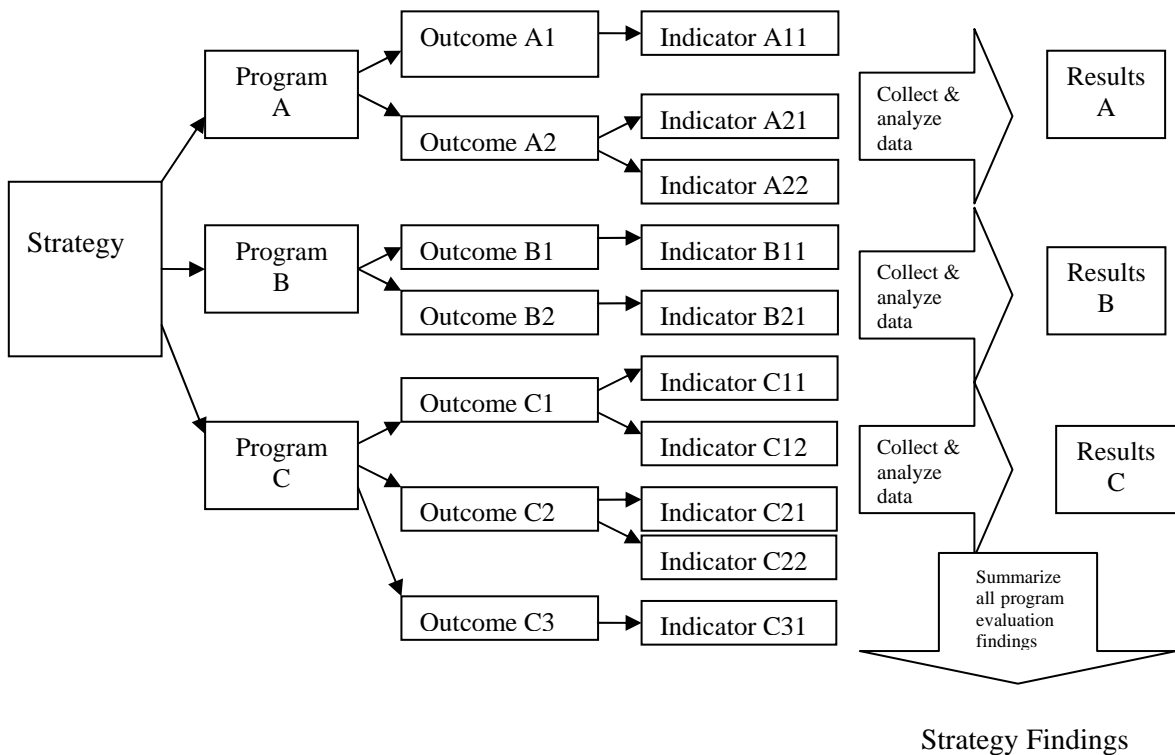 Strategy
Program
A
Outcome A1
Indicator A11
Outcome A2
Indicator A21
Indicator A22
Collect &
analyze
data
Results
A
Program
B
Outcome B1
Indicator B11
Outcome B2
Indicator B21
Collect &
analyze
data
Results
B
Program
C
Outcome C1
Indicator C11
Indicator C12
Outcome C2
Indicator C21
Indicator C22
Outcome C3
Indicator C31
Collect &
analyze
data
Results
C
Summarize
all program
evaluation
findings
Strategy Findings